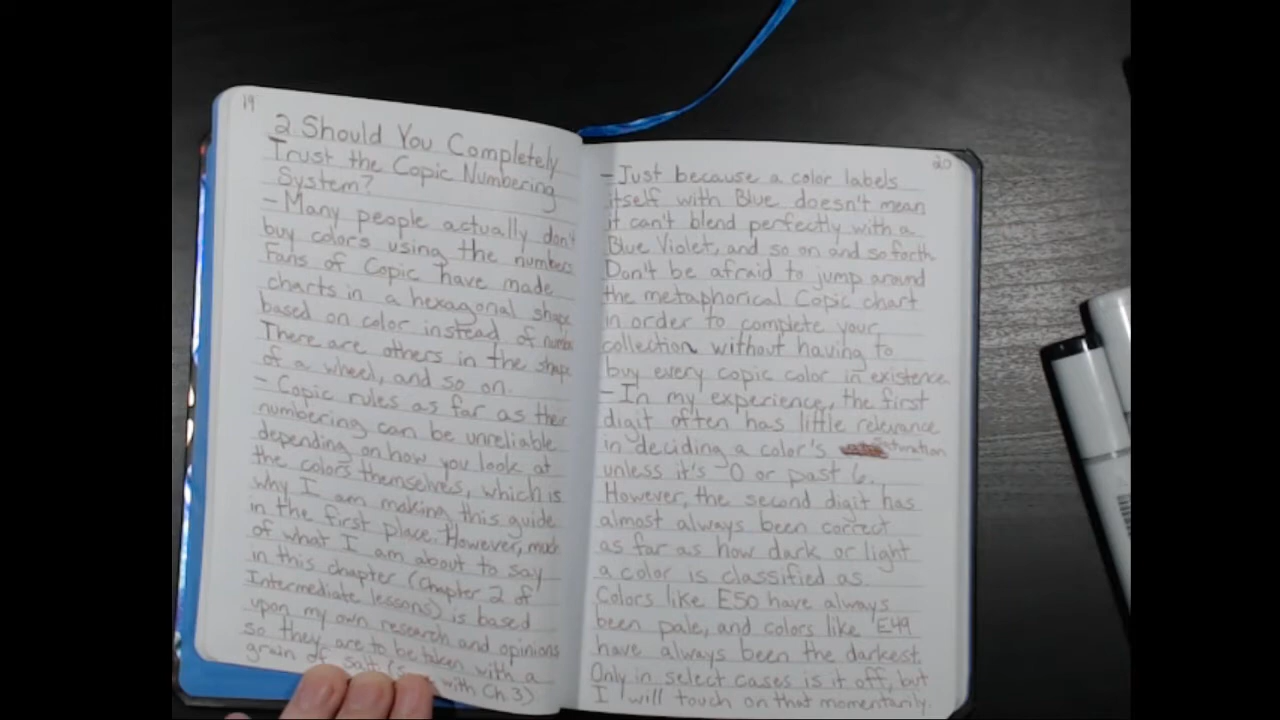 19
2 Should You Completely
Trust the Copic Numbering
System?
- Many people actually don't
buy colors using the numbers.
Fans of Copic have made
charts in a hexagonal shape
based on color instead of
There are others in the shape
of a wheel, and so on.
- Copic rules as far as their
numbering can be unreliable
depending on how you look at
the colors themselves, which is
why I am making this guide
in the first place. However, much
of what I am about to say
in this chapter (Chapter 2 of
Intermediate lessons) is based
upon my own research and opinions
so they are to be taken with a
grain of salt with Ch. 3)
20
- Just because a color labels
itself with Blue doesn't mean
it can't blend perfectly with a
Blue Violet, and so on and so forth.
Don't be afraid to jump around
the metaphorical Copic chart
in order to complete your
collection without having to
buy every copic color in existence.
- In my experience, the first
digit often has little relevance
in deciding a color's saturation
unless it's 0 or past 6.
However, the second digit has
almost always been correct
as far as how dark or light
a color is classified as.
Colors like E50 have always
been pale, and colors like E49
have always been the darkest.
Only in select cases is it off, but
I will touch on that momentarily.